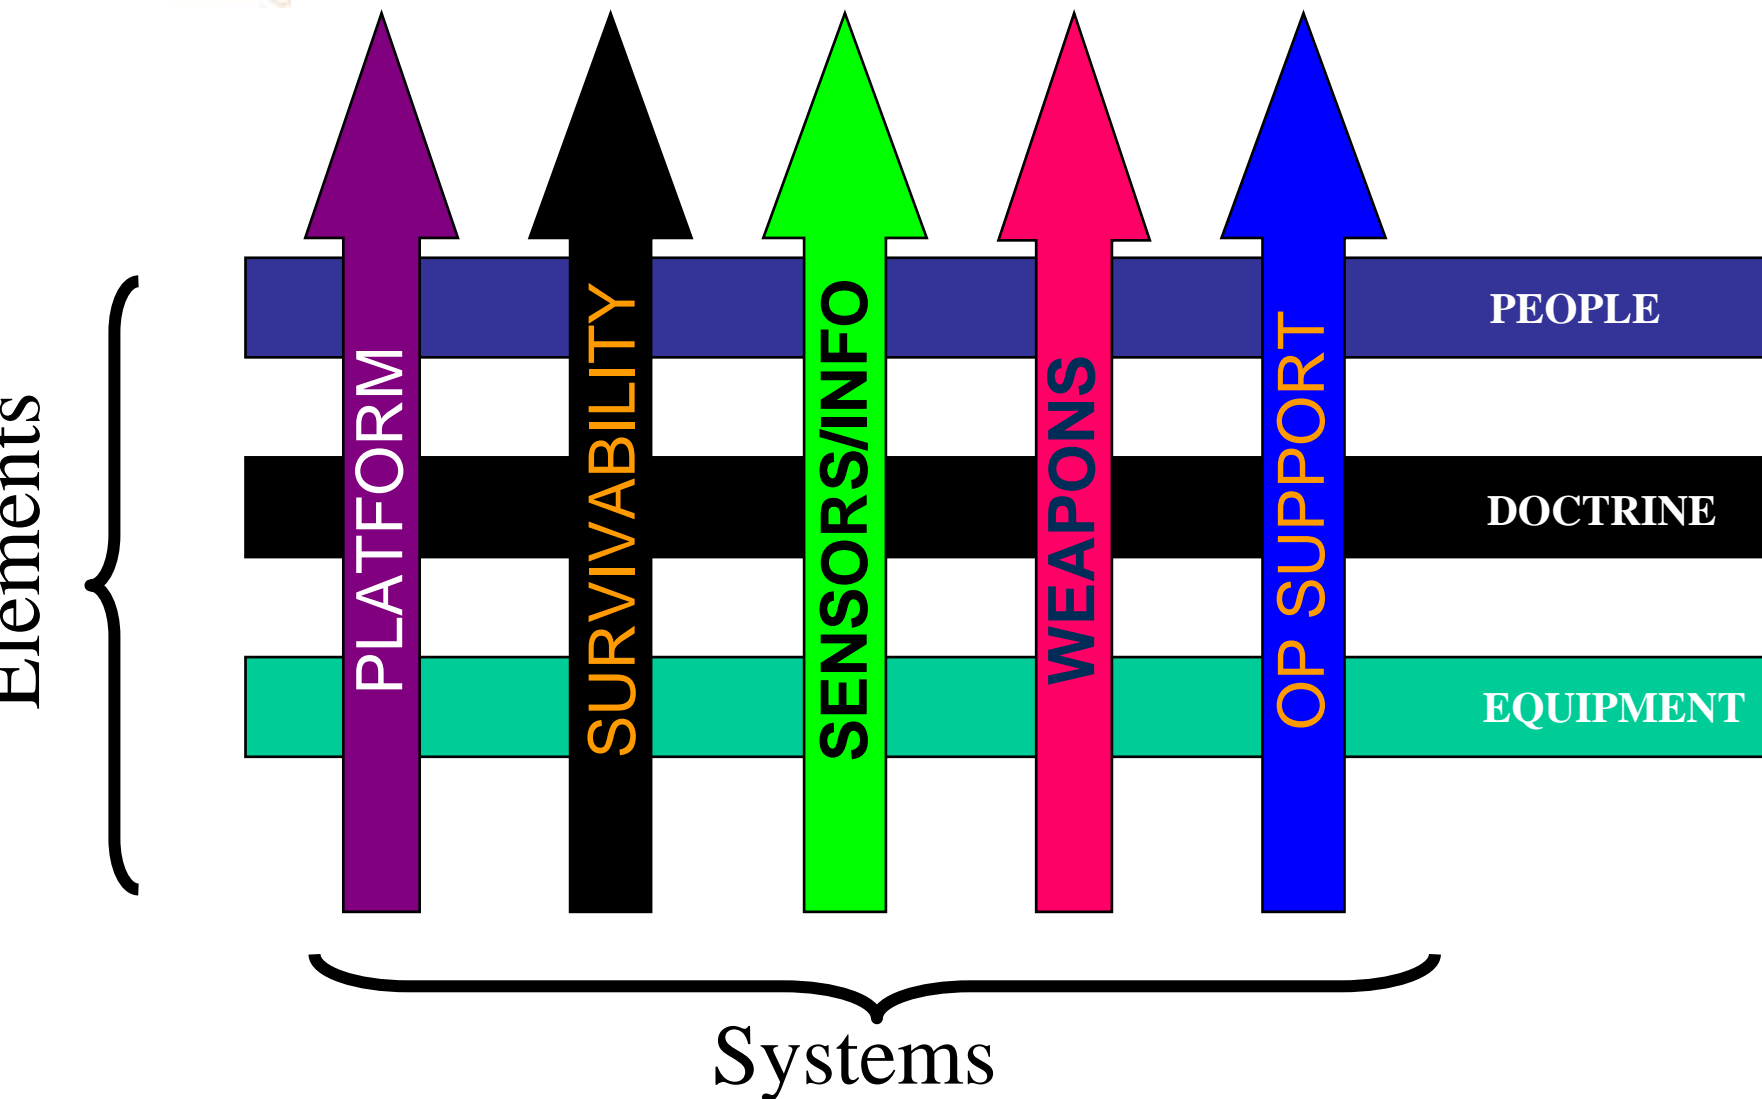 PLATFORM
SURVIVABILITY
SENSORS/INFO
WEAPONS
OP SUPPORT
PEOPLE
DOCTRINE
EQUIPMENT
Elements
Systems